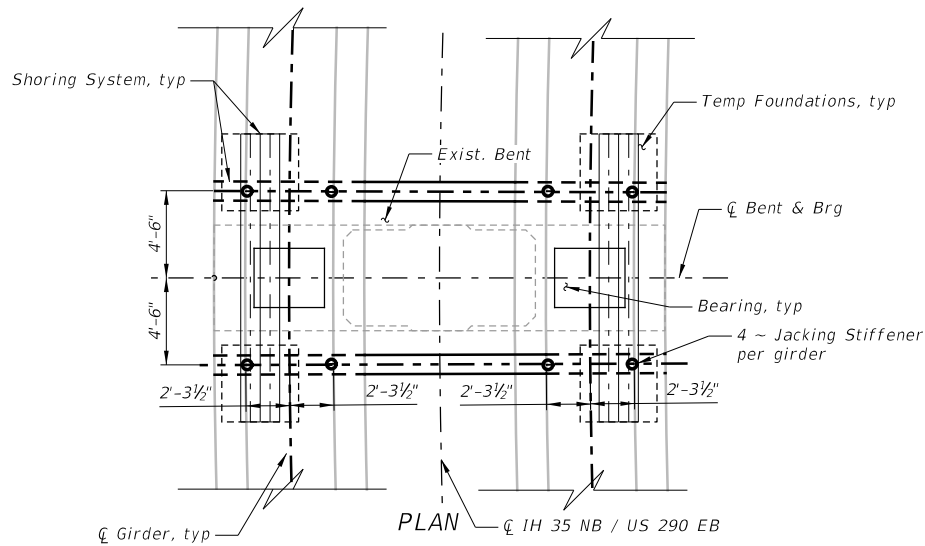 Shoring System, typ
Temp Foundations, typ
Exist. Bent
℄ Bent & Brg
4'-6"
4'-6"
Bearing, typ
4 ~ Jacking Stiffener
per girder
2'-3½"
2'-3½"
2'-3½"
2'-3½"
PLAN
℄ IH 35 NB / US 290 EB
℄ Girder, typ